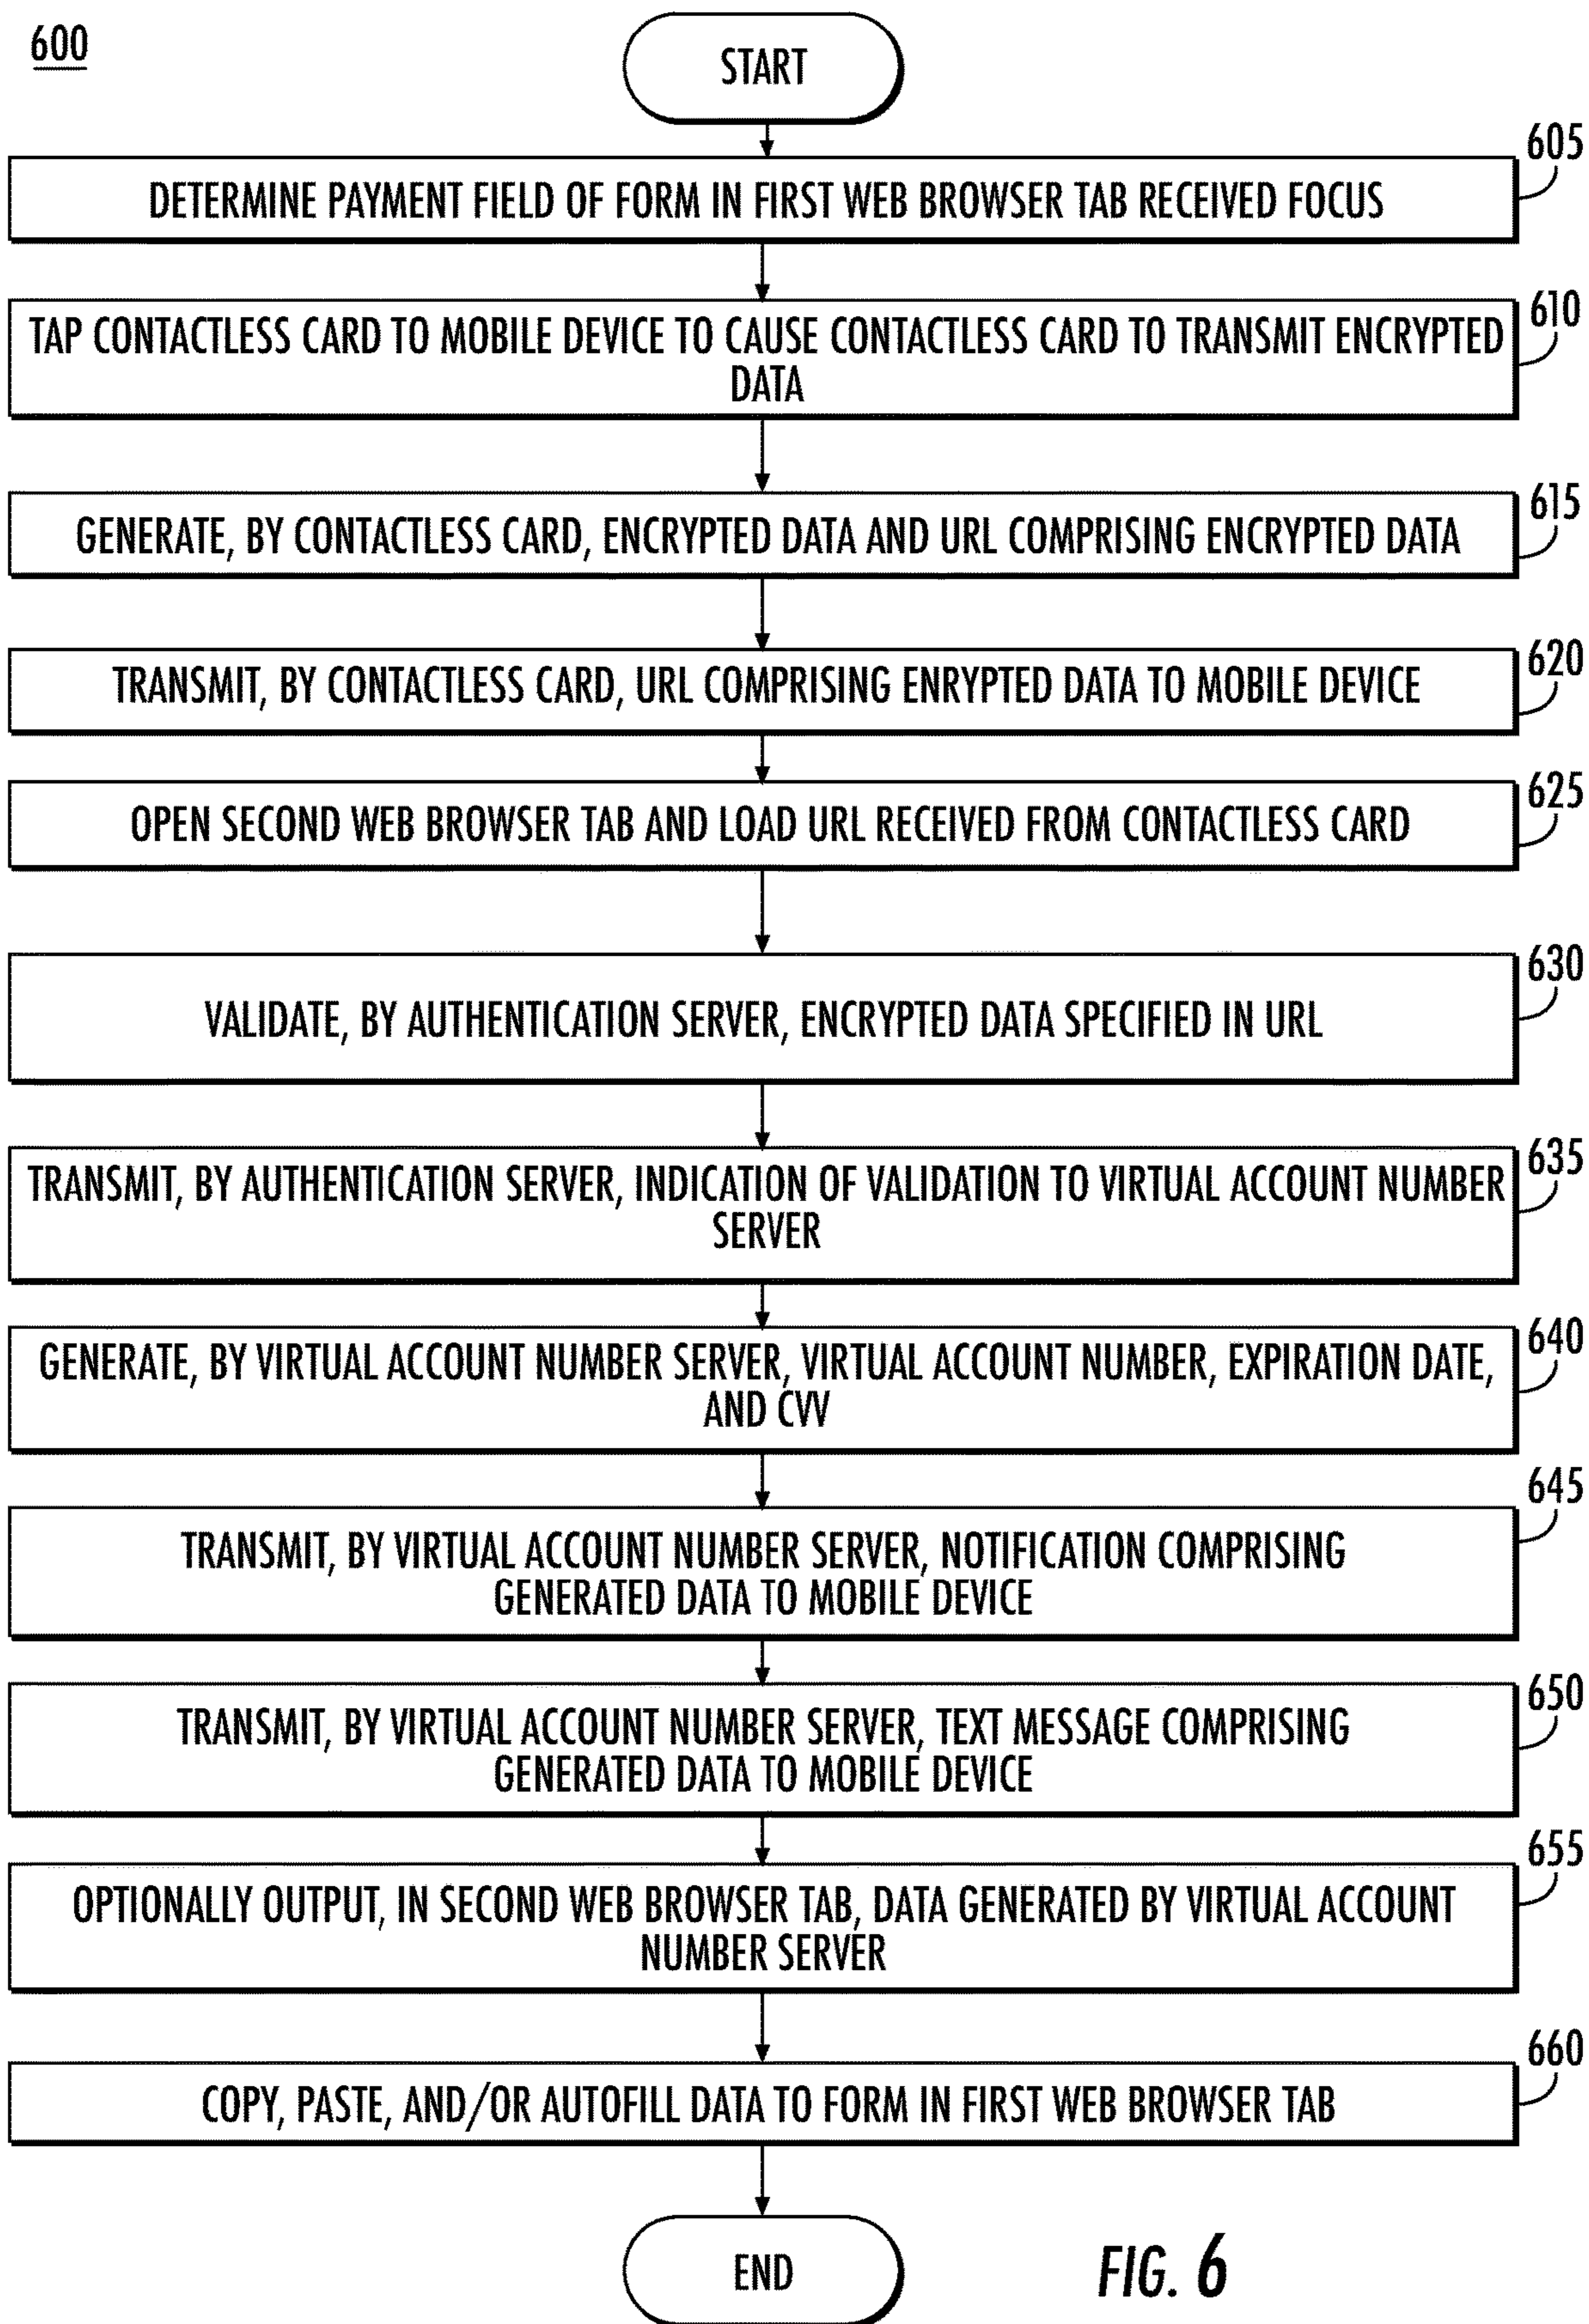 600
START
605
DETERMINE PAYMENT FIELD OF FORM IN FIRST WEB BROWSER TAB RECEIVED FOCUS
610
TAP CONTACTLESS CARD TO MOBILE DEVICE TO CAUSE CONTACTLESS CARD TO TRANSMIT ENCRYPTED
DATA
615
GENERATE, BY CONTACTLESS CARD, ENCRYPTED DATA AND URL COMPRISING ENCRYPTED DATA
620
TRANSMIT, BY CONTACTLESS CARD, URL COMPRISING ENRYPTED DATA TO MOBILE DEVICE
625
OPEN SECOND WEB BROWSER TAB AND LOAD URL RECEIVED FROM CONTACTLESS CARD
630
VALIDATE, BY AUTHENTICATION SERVER, ENCRYPTED DATA SPECIFIED IN URL
635
TRANSMIT, BY AUTHENTICATION SERVER, INDICATION OF VALIDATION TO VIRTUAL ACCOUNT NUMBER
SERVER
640
GENERATE, BY VIRTUAL ACCOUNT NUMBER SERVER, VIRTUAL ACCOUNT NUMBER, EXPIRATION DATE,
AND CVV
645
TRANSMIT, BY VIRTUAL ACCOUNT NUMBER SERVER, NOTIFICATION COMPRISING
GENERATED DATA TO MOBILE DEVICE
650
TRANSMIT, BY VIRTUAL ACCOUNT NUMBER SERVER, TEXT MESSAGE COMPRISING
GENERATED DATA TO MOBILE DEVICE
655
OPTIONALLY OUTPUT, IN SECOND WEB BROWSER TAB, DATA GENERATED BY VIRTUAL ACCOUNT
NUMBER SERVER
660
COPY, PASTE, AND/OR AUTOFILL DATA TO FORM IN FIRST WEB BROWSER TAB
END
FIG. 6